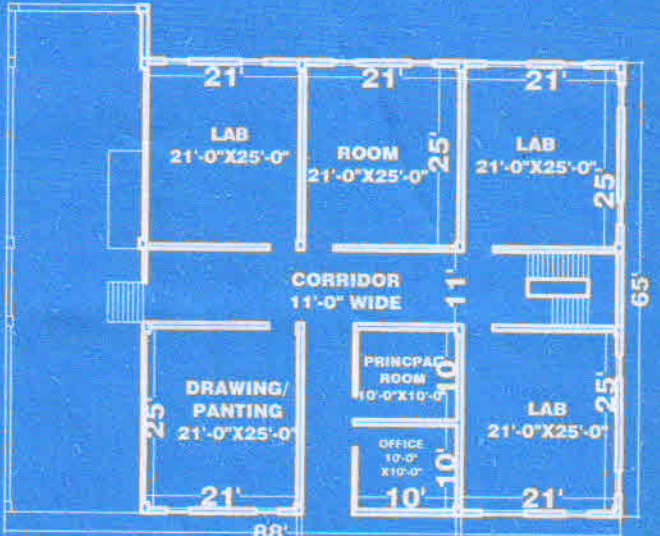 21'
21'
21'
LAB
21'-0"X25'-0"
ROOM
21'-0"X25'-0"
25'
LAB
21'-0"X25'-0"
25'
CORRIDOR
11'-0" WIDE
11'
65'
DRAWING/
PANTING
21'-0"X25'-0"
25'
21'
PRINCPAL
ROOM
10'-0"X10'-0"
10'
OFFICE
10'-0"
X10'-0"
10'
10'
LAB
21'-0"X25'-0"
25'
21'
88'